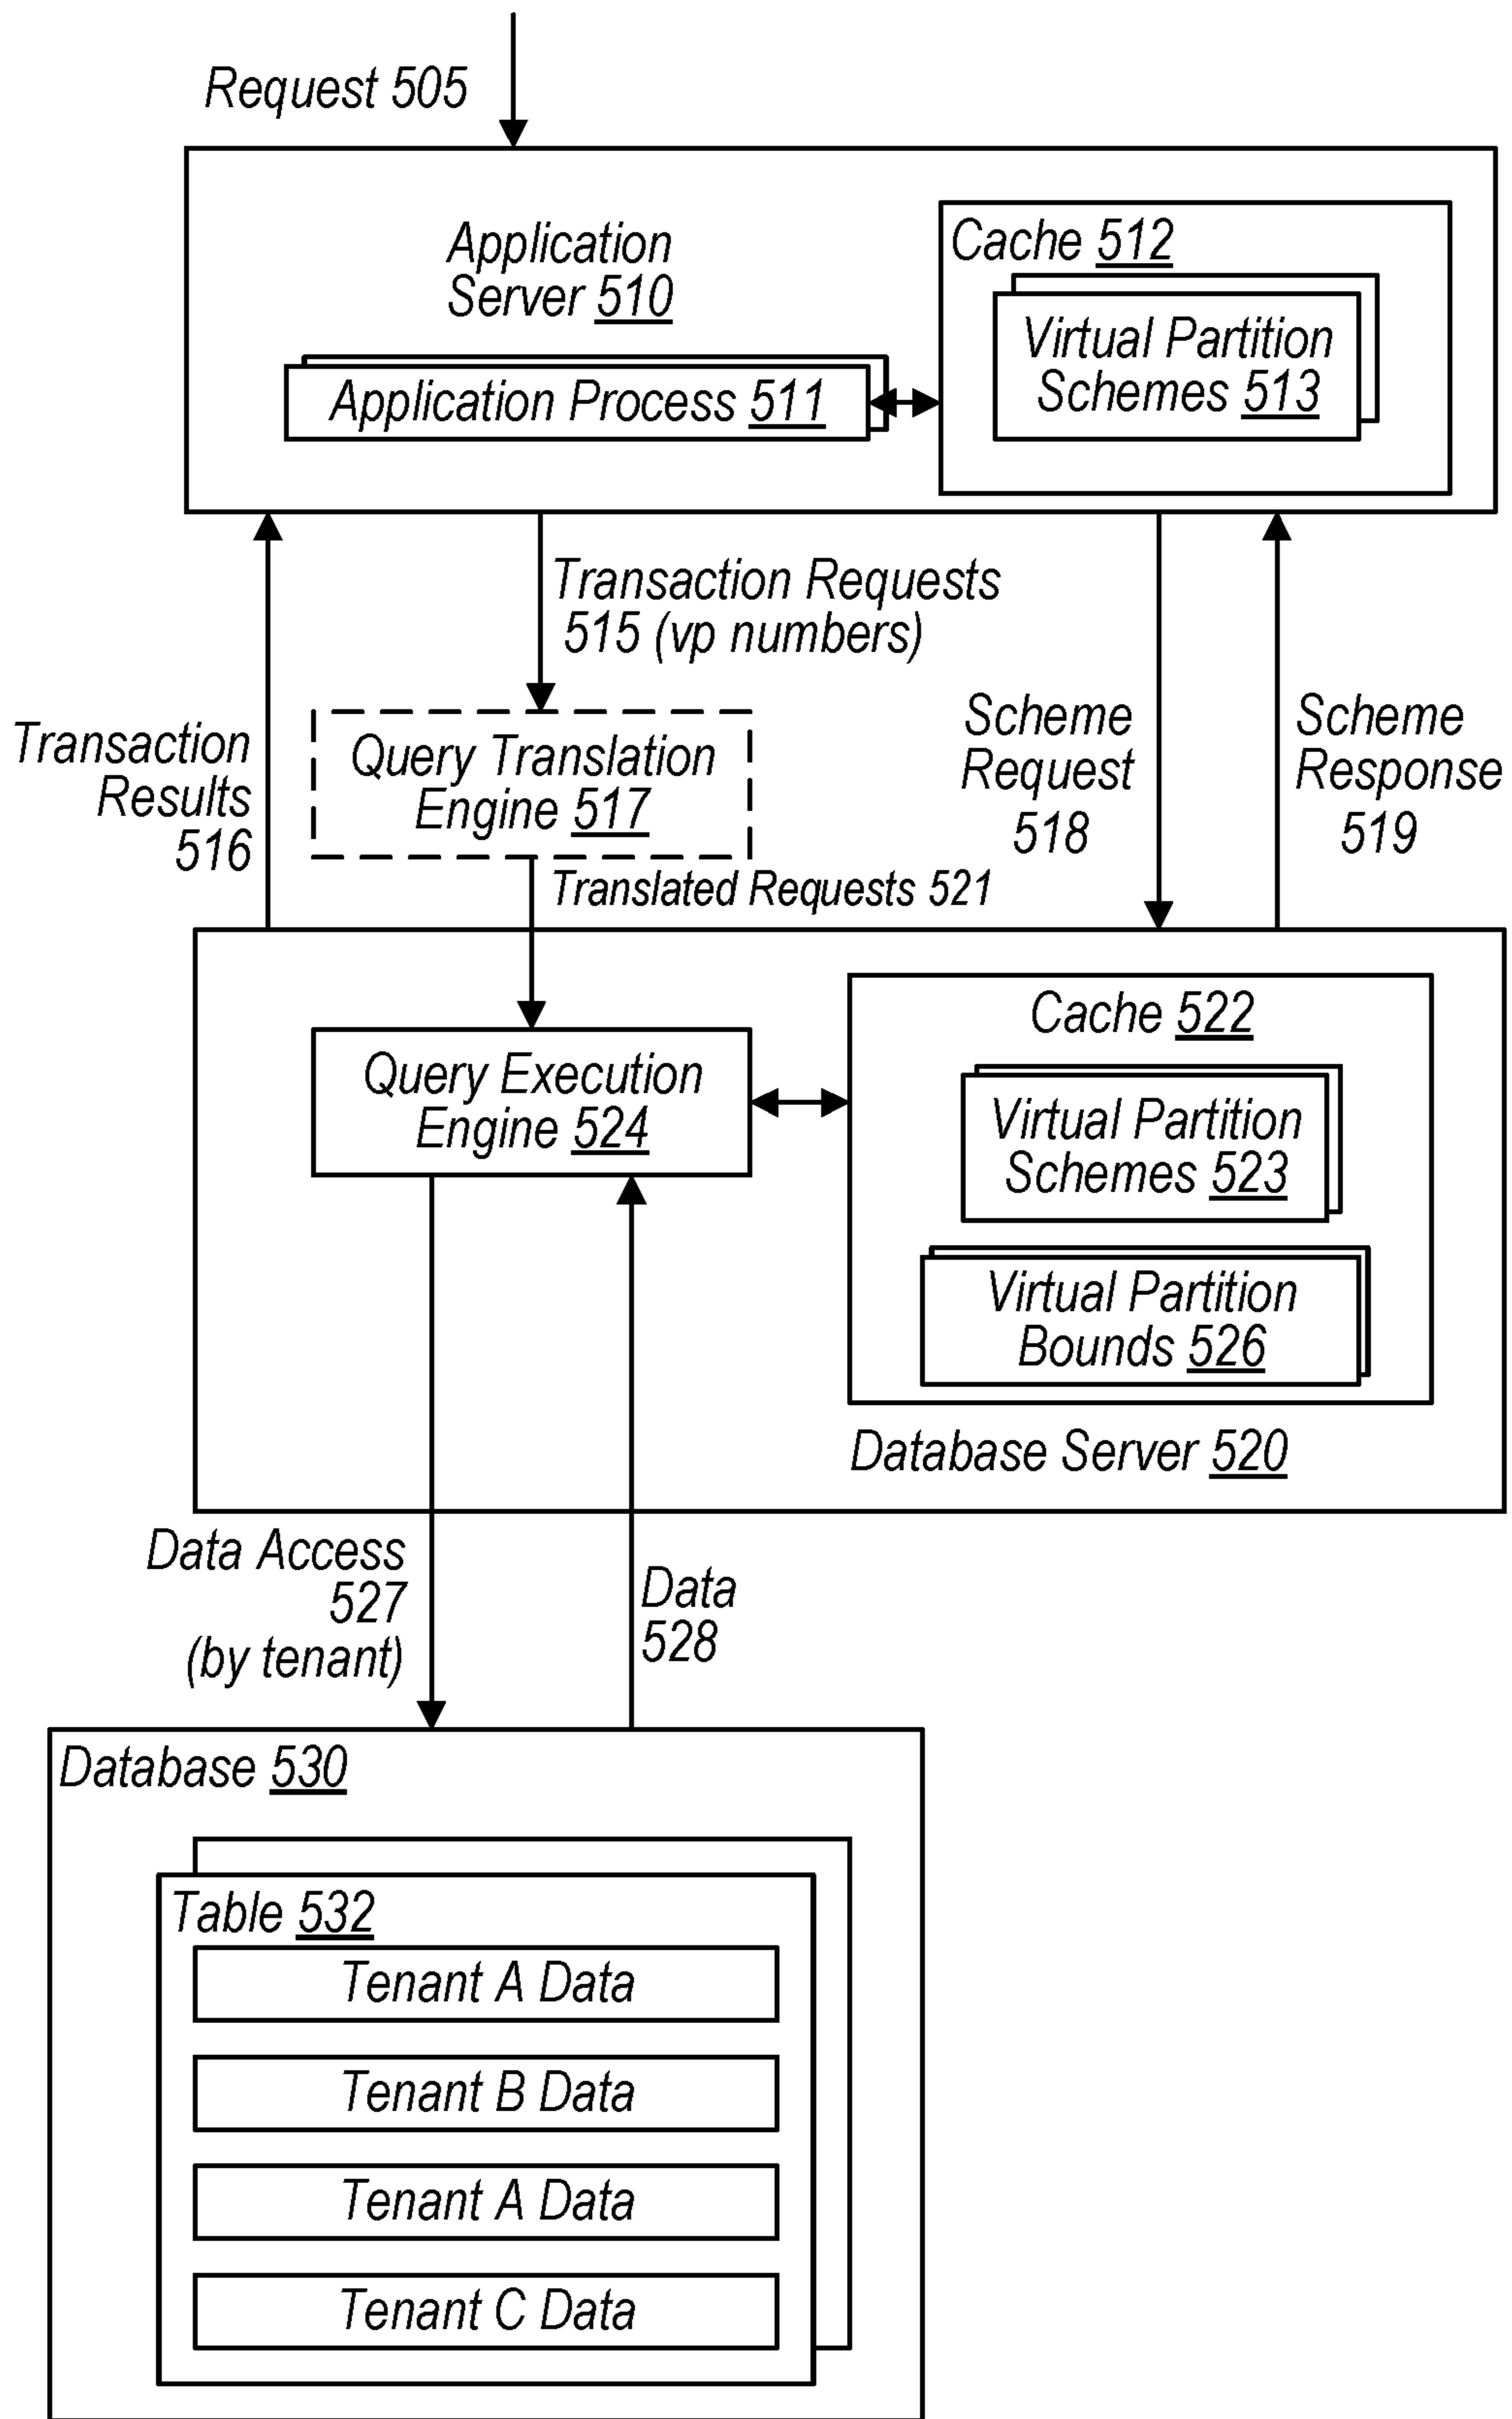 Request 505
Application
Server 510
Cache 512
Virtual Partition
Schemes 513
Application Process 511
Transaction Requests
515 (vp numbers)
Transaction
Results
516
Query Translation
Engine 517
Scheme
Request
518
Scheme
Response
519
Translated Requests 521
Cache 522
Query Execution
Engine 524
Virtual Partition
Schemes 523
Virtual Partition
Bounds 526
Database Server 520
Data Access
527
(by tenant)
Data
528
Database 530
Table 532
Tenant A Data
Tenant B Data
Tenant A Data
Tenant C Data